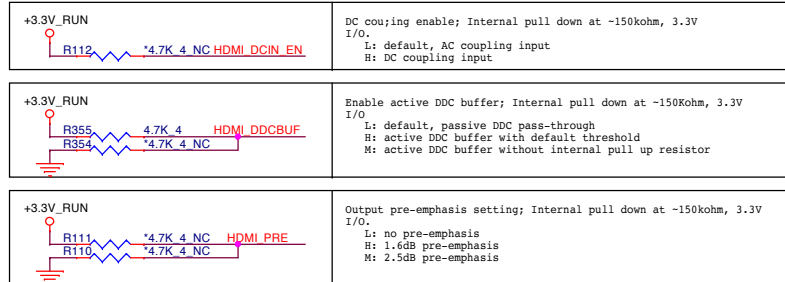 +3.3V_RUN
R112 *4.7K_4_NC HDMI_DCIN_EN
DC cou;ing enable; Internal pull down at ~150kohm, 3.3V
I/O.
L: default, AC coupling input
H: DC coupling input
+3.3V_RUN
R355 4.7K_4 HDMI_DDCBUF
R354 *4.7K_4_NC
Enable active DDC buffer; Internal pull down at ~150Kohm, 3.3V
I/O
L: default, passive DDC pass-through
H: active DDC buffer with default threshold
M: active DDC buffer without internal pull up resistor
+3.3V_RUN
R111 *4.7K_4_NC HDMI_PRE
R110 *4.7K_4_NC
Output pre-emphasis setting; Internal pull down at ~150kohm, 3.3V
I/O.
L: no pre-emphasis
H: 1.6dB pre-emphasis
M: 2.5dB pre-emphasis